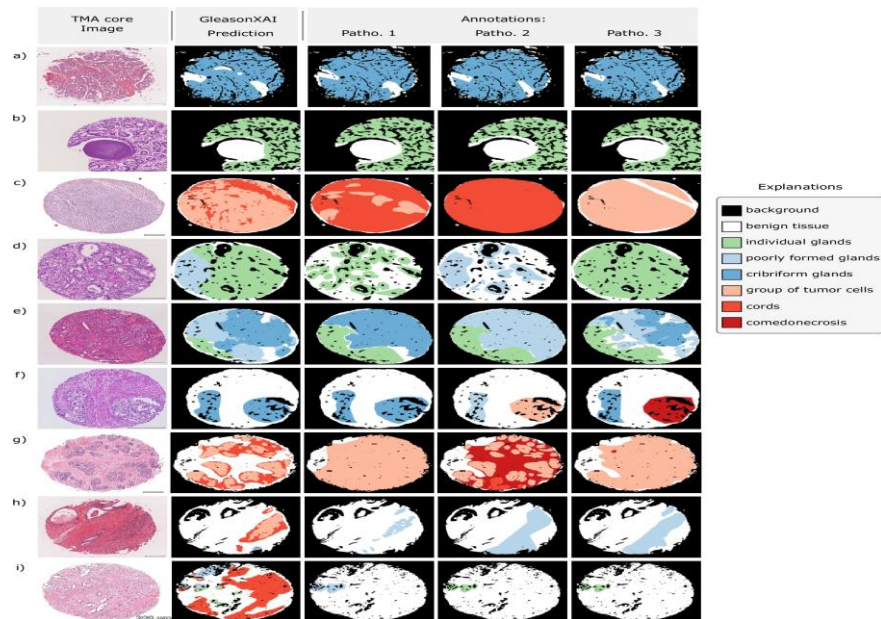 TMA core
Image
GleasonXAI
Prediction
Annotations:
Patho. 1
Patho. 2
Patho. 3
a)
b)
c)
d)
e)
f)
g)
h)
i)
Explanations
background
benign tissue
individual glands
poorly formed glands
cribriform glands
group of tumor cells
cords
comedonecrosis